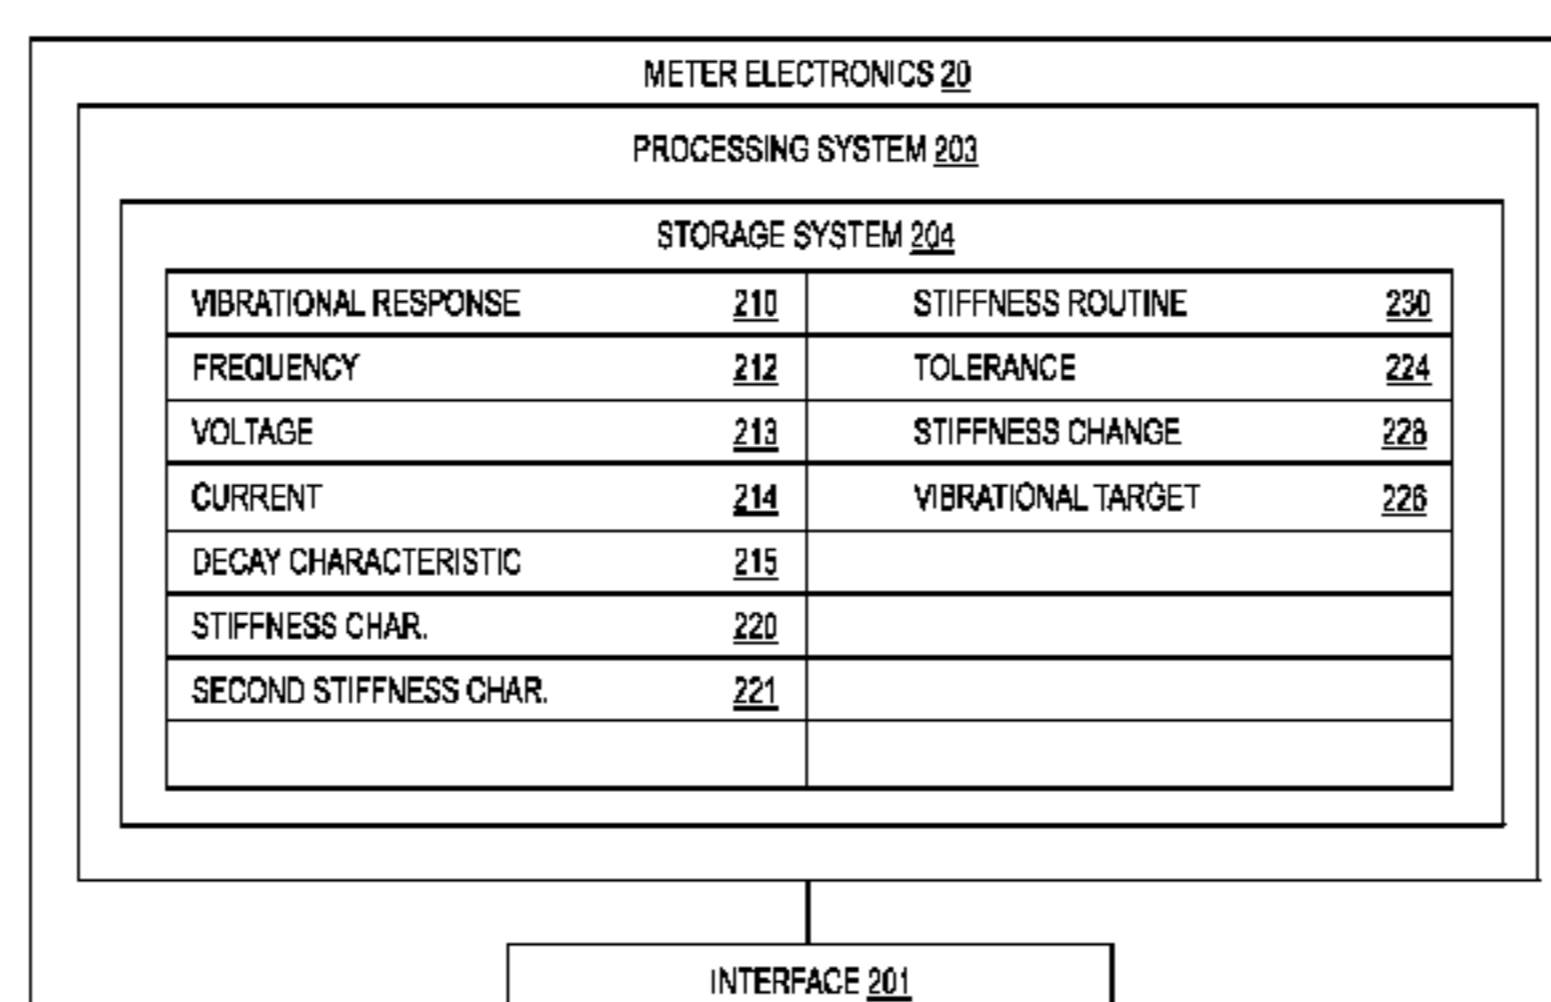 METER ELECTRONICS 20
PROCESSING SYSTEM 203
STORAGE SYSTEM 204
VIBRATIONAL RESPONSE 210 STIFFNESS ROUTINE 230
FREQUENCY 212 TOLERANCE 224
VOLTAGE 213 STIFFNESS CHANGE 228
CURRENT 214 VIBRATIONAL TARGET 226
DECAY CHARACTERISTIC 215
STIFFNESS CHAR. 220
SECOND STIFFNESS CHAR. 221
INTERFACE 201